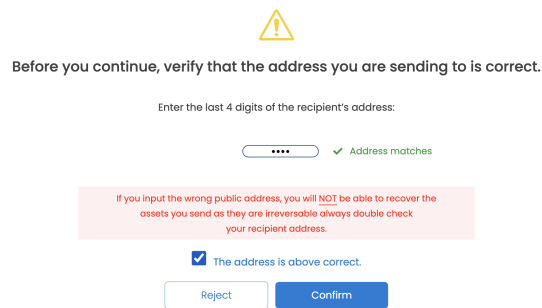 Before you continue, verify that the address you are sending to is correct.
Enter the last 4 digits of the recipient's address:
•••• Address matches
If you input the wrong public address, you will NOT be able to recover the
assets you send as they are irreversable always double check
your recipient address.
The address is above correct.
Reject Confirm